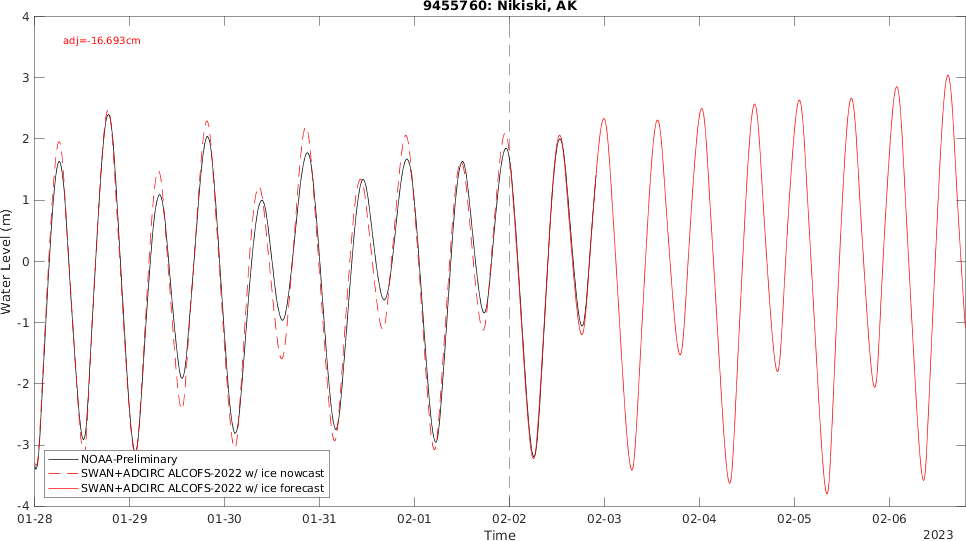 9455760: Nikiski, AK
adj=-16.693cm
Water Level (m)
4
3
2
1
0
-1
-2
-3
-4
NOAA-Preliminary
SWAN+ADCIRC ALCOFS-2022 w/ ice nowcast
SWAN+ADCIRC ALCOFS-2022 w/ ice forecast
01-28 01-29 01-30 01-31 02-01 02-02 02-03 02-04 02-05 02-06
Time
2023